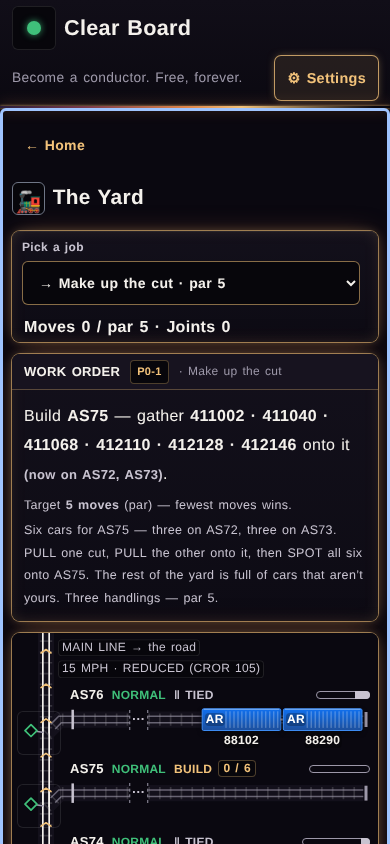 Clear Board
Become a conductor. Free, forever.
⚙ Settings
← Home
The Yard
Pick a job
→ Make up the cut · par 5
Moves 0 / par 5 · Joints 0
WORK ORDER P0-1 · Make up the cut
Build AS75 — gather 411002 · 411040 ·
411068 · 412110 · 412128 · 412146 onto it
(now on AS72, AS73).
Target 5 moves (par) — fewest moves wins.
Six cars for AS75 — three on AS72, three on AS73.
PULL one cut, PULL the other onto it, then SPOT all six
onto AS75. The rest of the yard is full of cars that aren't
yours. Three handlings — par 5.
MAIN LINE → the road
15 MPH · REDUCED (CROR 105)
AS76 NORMAL ‖ TIED
AR AR
88102 88290
AS75 NORMAL BUILD 0 / 6
AS74 NORMAL ‖ TIED